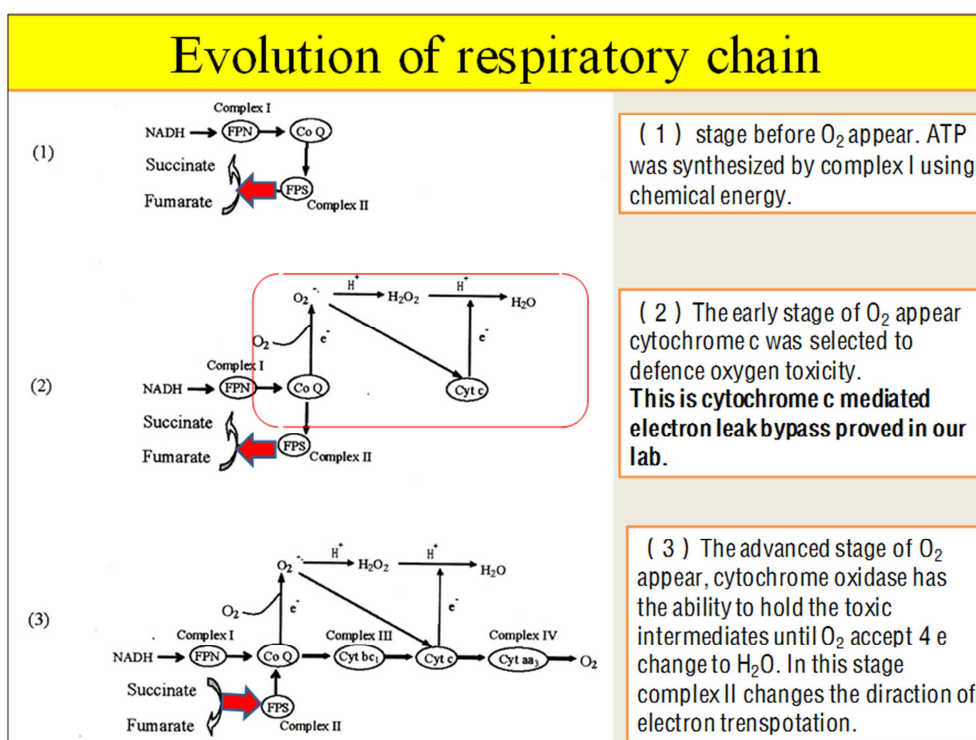 Evolution of respiratory chain
(1)
Complex I
NADH FPN Co Q
Succinate
Fumarate
FPS
Complex II
( 1 ) stage before O₂ appear. ATP
was synthesized by complex I using
chemical energy.
(2)
O₂⁻· H⁺ H₂O₂ H⁺ H₂O
O₂ e⁻ e⁻
Complex I
NADH FPN Co Q Cyt c
Succinate
Fumarate
FPS
Complex II
( 2 ) The early stage of O₂ appear
cytochrome c was selected to
defence oxygen toxicity.
This is cytochrome c mediated
electron leak bypass proved in our
lab.
(3)
O₂⁻· H⁺ H₂O₂ H⁺ H₂O
O₂ e⁻ e⁻
Complex I Complex III Complex IV
NADH FPN Co Q Cyt bc₁ Cyt c Cyt aa₃ O₂
Succinate
Fumarate
FPS
Complex II
( 3 ) The advanced stage of O₂
appear, cytochrome oxidase has
the ability to hold the toxic
intermediates until O₂ accept 4 e
change to H₂O. In this stage
complex II changes the diraction of
electron trenspotation.